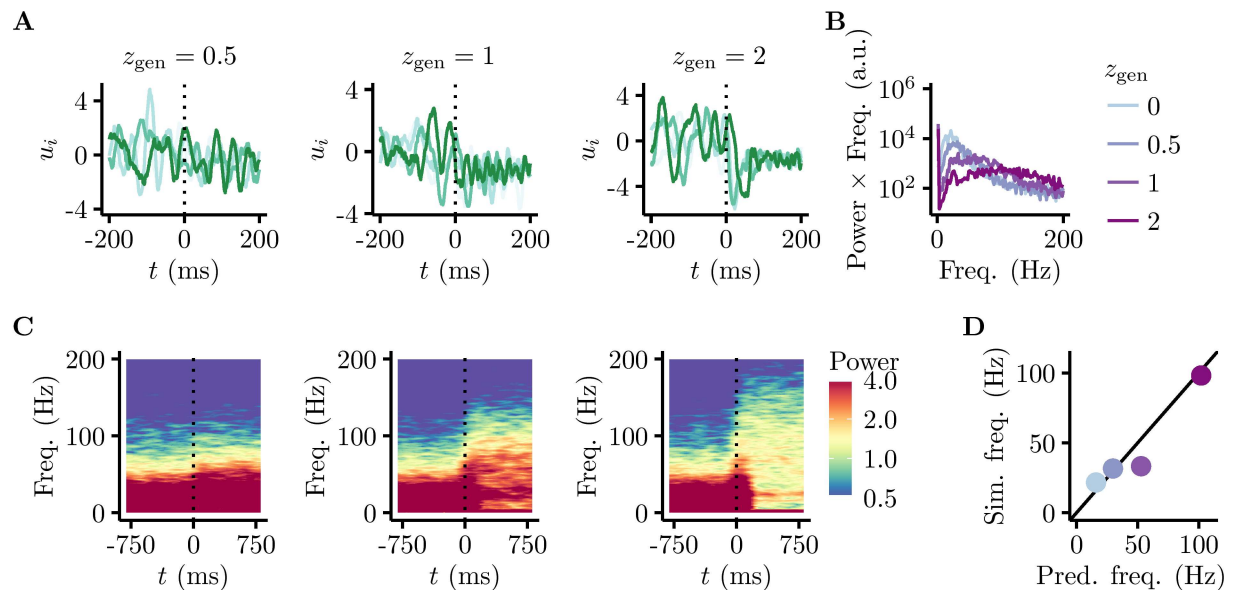 A
z_gen = 0.5
u_i
4
0
-4
-200
0
200
t (ms)
z_gen = 1
u_i
4
0
-4
-200
0
200
t (ms)
z_gen = 2
u_i
4
0
-4
-200
0
200
t (ms)
B
Power × Freq. (a.u.)
10^6
10^4
10^2
0
200
Freq. (Hz)
z_gen
0
0.5
1
2
C
Freq. (Hz)
200
100
0
-750
0
750
t (ms)
Freq. (Hz)
200
100
0
-750
0
750
t (ms)
Freq. (Hz)
200
100
0
-750
0
750
t (ms)
Power
4.0
2.0
1.0
0.5
D
Sim. freq. (Hz)
100
50
0
0
50
100
Pred. freq. (Hz)